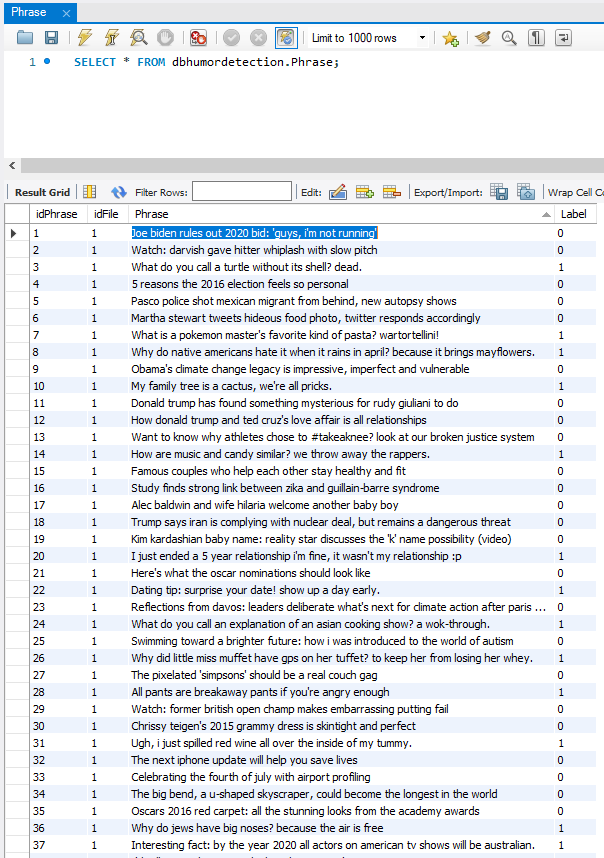 Phrase
Limit to 1000 rows
1 SELECT * FROM dbhumordetection.Phrase;
Result Grid Filter Rows: Edit: Export/Import: Wrap Cell Co
idPhrase idFile Phrase Label
1 1 Joe biden rules out 2020 bid: 'guys, i'm not running' 0
2 1 Watch: darvish gave hitter whiplash with slow pitch 0
3 1 What do you call a turtle without its shell? dead. 1
4 1 5 reasons the 2016 election feels so personal 0
5 1 Pasco police shot mexican migrant from behind, new autopsy shows 0
6 1 Martha stewart tweets hideous food photo, twitter responds accordingly 0
7 1 What is a pokemon master's favorite kind of pasta? wartortellini! 1
8 1 Why do native americans hate it when it rains in april? because it brings mayflowers. 1
9 1 Obama's climate change legacy is impressive, imperfect and vulnerable 0
10 1 My family tree is a cactus, we're all pricks. 1
11 1 Donald trump has found something mysterious for rudy giuliani to do 0
12 1 How donald trump and ted cruz's love affair is all relationships 0
13 1 Want to know why athletes chose to #takeaknee? look at our broken justice system 0
14 1 How are music and candy similar? we throw away the rappers. 1
15 1 Famous couples who help each other stay healthy and fit 0
16 1 Study finds strong link between zika and guillain-barre syndrome 0
17 1 Alec baldwin and wife hilaria welcome another baby boy 0
18 1 Trump says iran is complying with nuclear deal, but remains a dangerous threat 0
19 1 Kim kardashian baby name: reality star discusses the 'k' name possibility (video) 0
20 1 I just ended a 5 year relationship i'm fine, it wasn't my relationship :p 1
21 1 Here's what the oscar nominations should look like 0
22 1 Dating tip: surprise your date! show up a day early. 1
23 1 Reflections from davos: leaders deliberate what's next for climate action after paris ... 0
24 1 What do you call an explanation of an asian cooking show? a wok-through. 1
25 1 Swimming toward a brighter future: how i was introduced to the world of autism 0
26 1 Why did little miss muffet have gps on her tuffet? to keep her from losing her whey. 1
27 1 The pixelated 'simpsons' should be a real couch gag 0
28 1 All pants are breakaway pants if you're angry enough 1
29 1 Watch: former british open champ makes embarrassing putting fail 0
30 1 Chrissy teigen's 2015 grammy dress is skintight and perfect 0
31 1 Ugh, i just spilled red wine all over the inside of my tummy. 1
32 1 The next iphone update will help you save lives 0
33 1 Celebrating the fourth of july with airport profiling 0
34 1 The big bend, a u-shaped skyscraper, could become the longest in the world 0
35 1 Oscars 2016 red carpet: all the stunning looks from the academy awards 0
36 1 Why do jews have big noses? because the air is free 1
37 1 Interesting fact: by the year 2020 all actors on american tv shows will be australian. 1